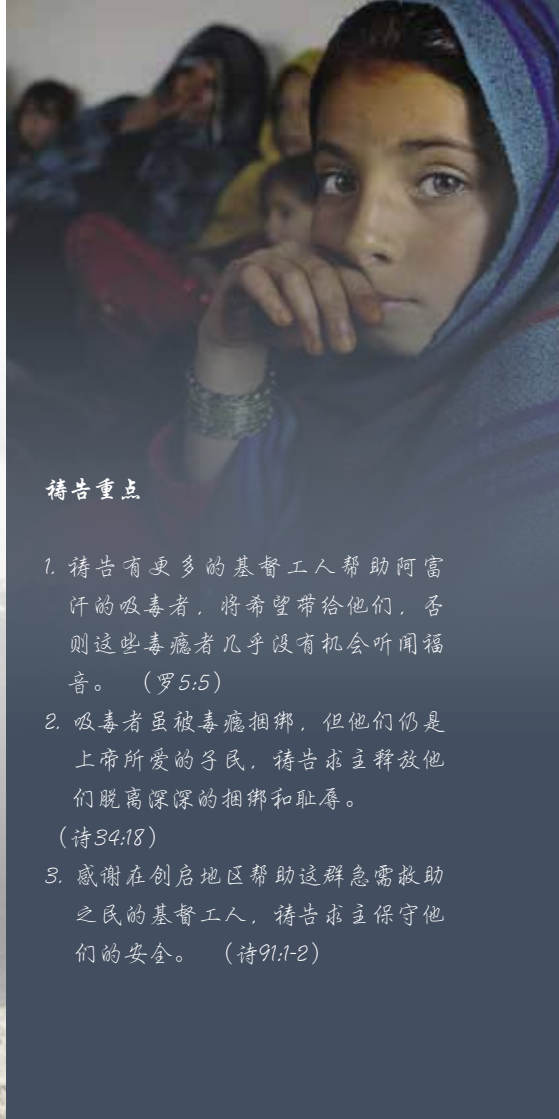 祷告重点
1. 祷告有更多的基督工人帮助阿富
汗的吸毒者，将希望带给他们，否
则这些毒瘾者几乎没有机会听闻福
音。 （罗5:5）
2. 吸毒者虽被毒瘾捆绑，但他们仍是
上帝所爱的子民，祷告求主释放他
们脱离深深的捆绑和耻辱。
（诗34:18）
3. 感谢在创启地区帮助这群急需救助
之民的基督工人，祷告求主保守他
们的安全。 （诗91:1-2）